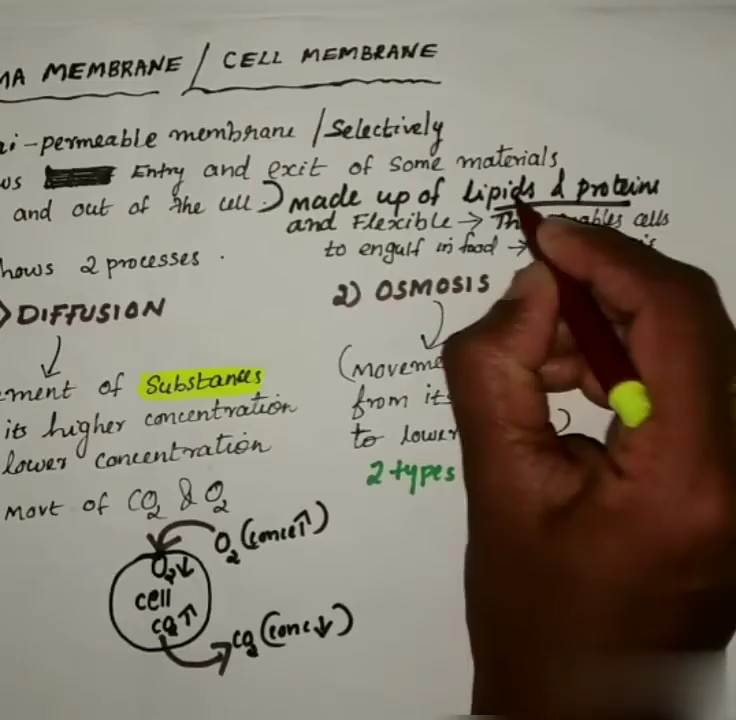 MA MEMBRANE / CELL MEMBRANE
i-permeable membrane / Selectively
Entry and exit of some materials
and out of the cell) made up of Lipids & proteins
and Flexible → cells
to engulf in food →
hows 2 processes.
DIFFUSION
2) OSMOSIS
ment of Substances
its higher concentration
lower concentration
(Moveme
from its
to lower )
2 types
Movt of CO2 & O2
O2 (conc↑)
O2↓
cell
CO2↑
CO2 (conc↓)